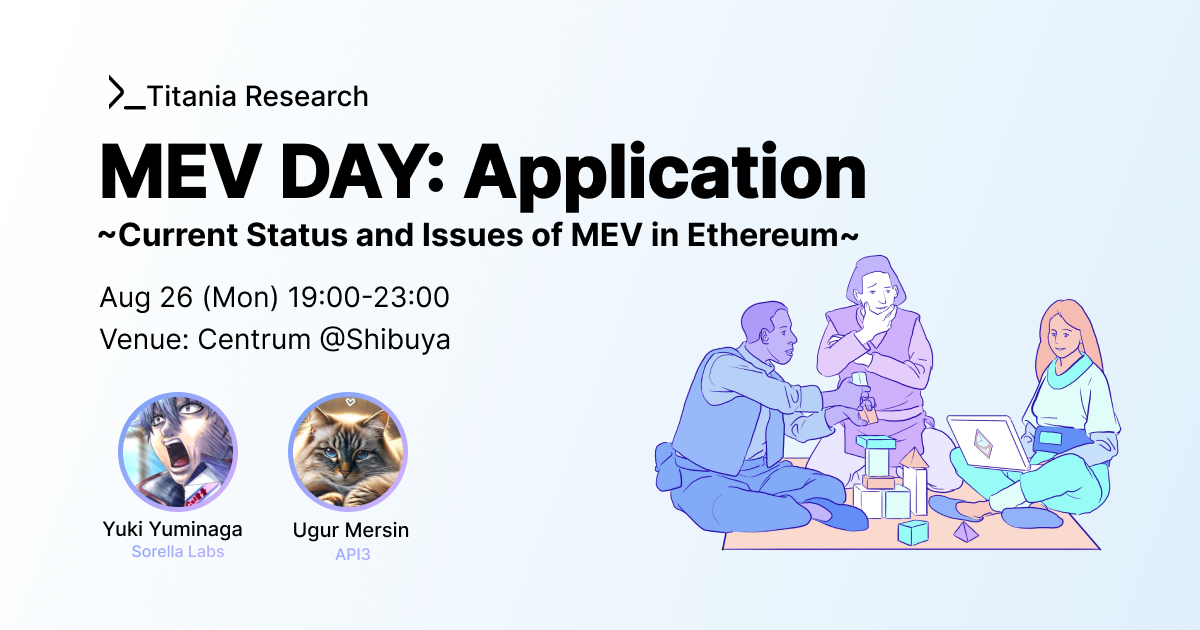 >_Titania Research
MEV DAY: Application
~Current Status and Issues of MEV in Ethereum~
Aug 26 (Mon) 19:00-23:00
Venue: Centrum @Shibuya
Yuki Yuminaga
Sorella Labs
Ugur Mersin
API3